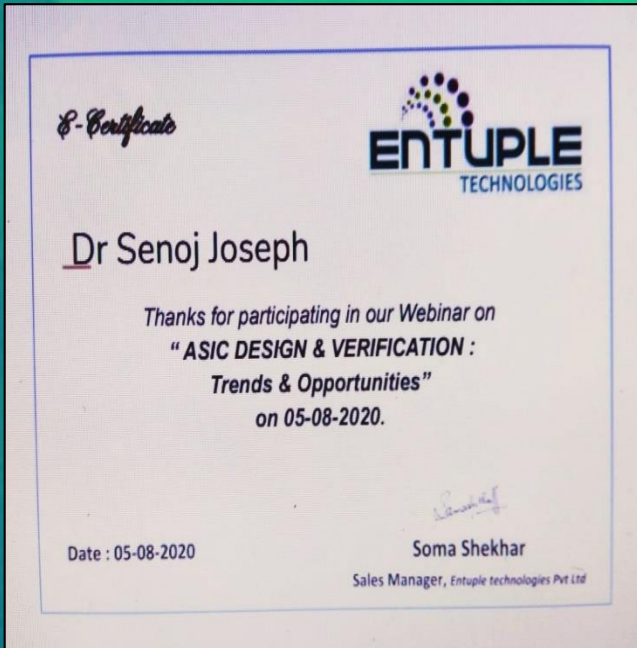 E-Certificate
ENTUPLE
TECHNOLOGIES
Dr Senoj Joseph
Thanks for participating in our Webinar on
“ ASIC DESIGN & VERIFICATION :
Trends & Opportunities”
on 05-08-2020.
Date : 05-08-2020
Soma Shekhar
Sales Manager, Entuple technologies Pvt Ltd